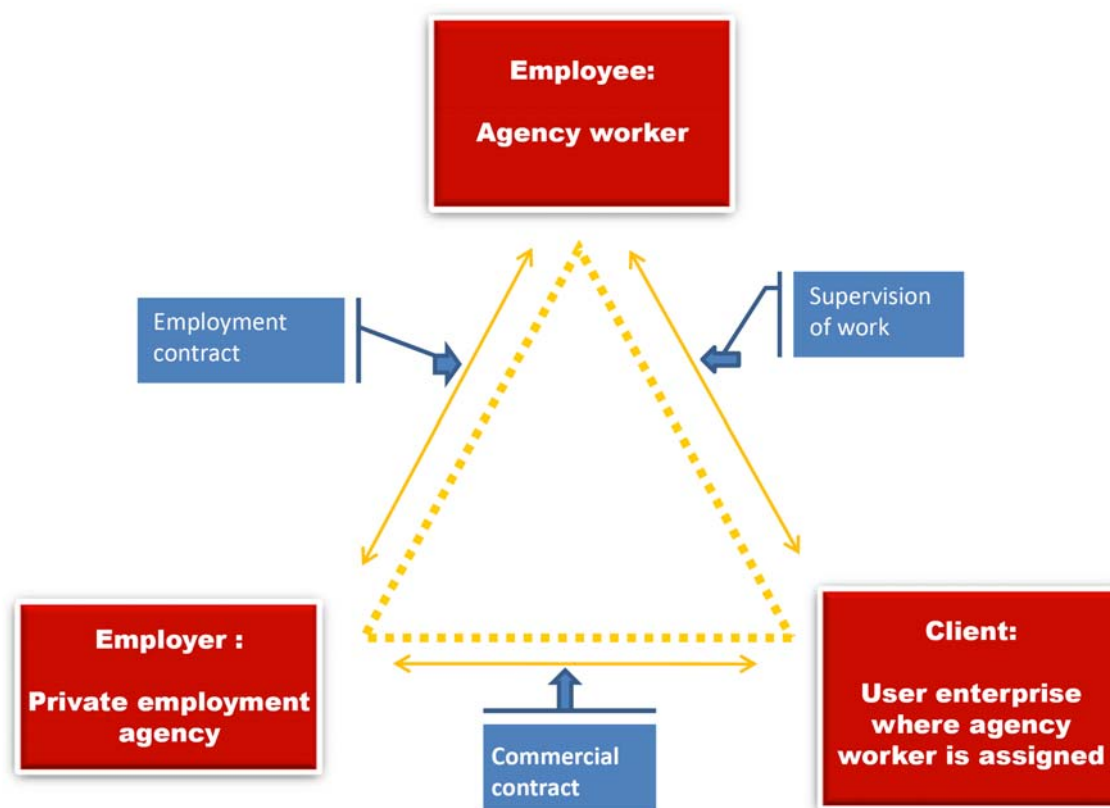 Employee:
Agency worker
Employment
contract
Supervision
of work
Employer :
Private employment
agency
Client:
User enterprise
where agency
worker is assigned
Commercial
contract